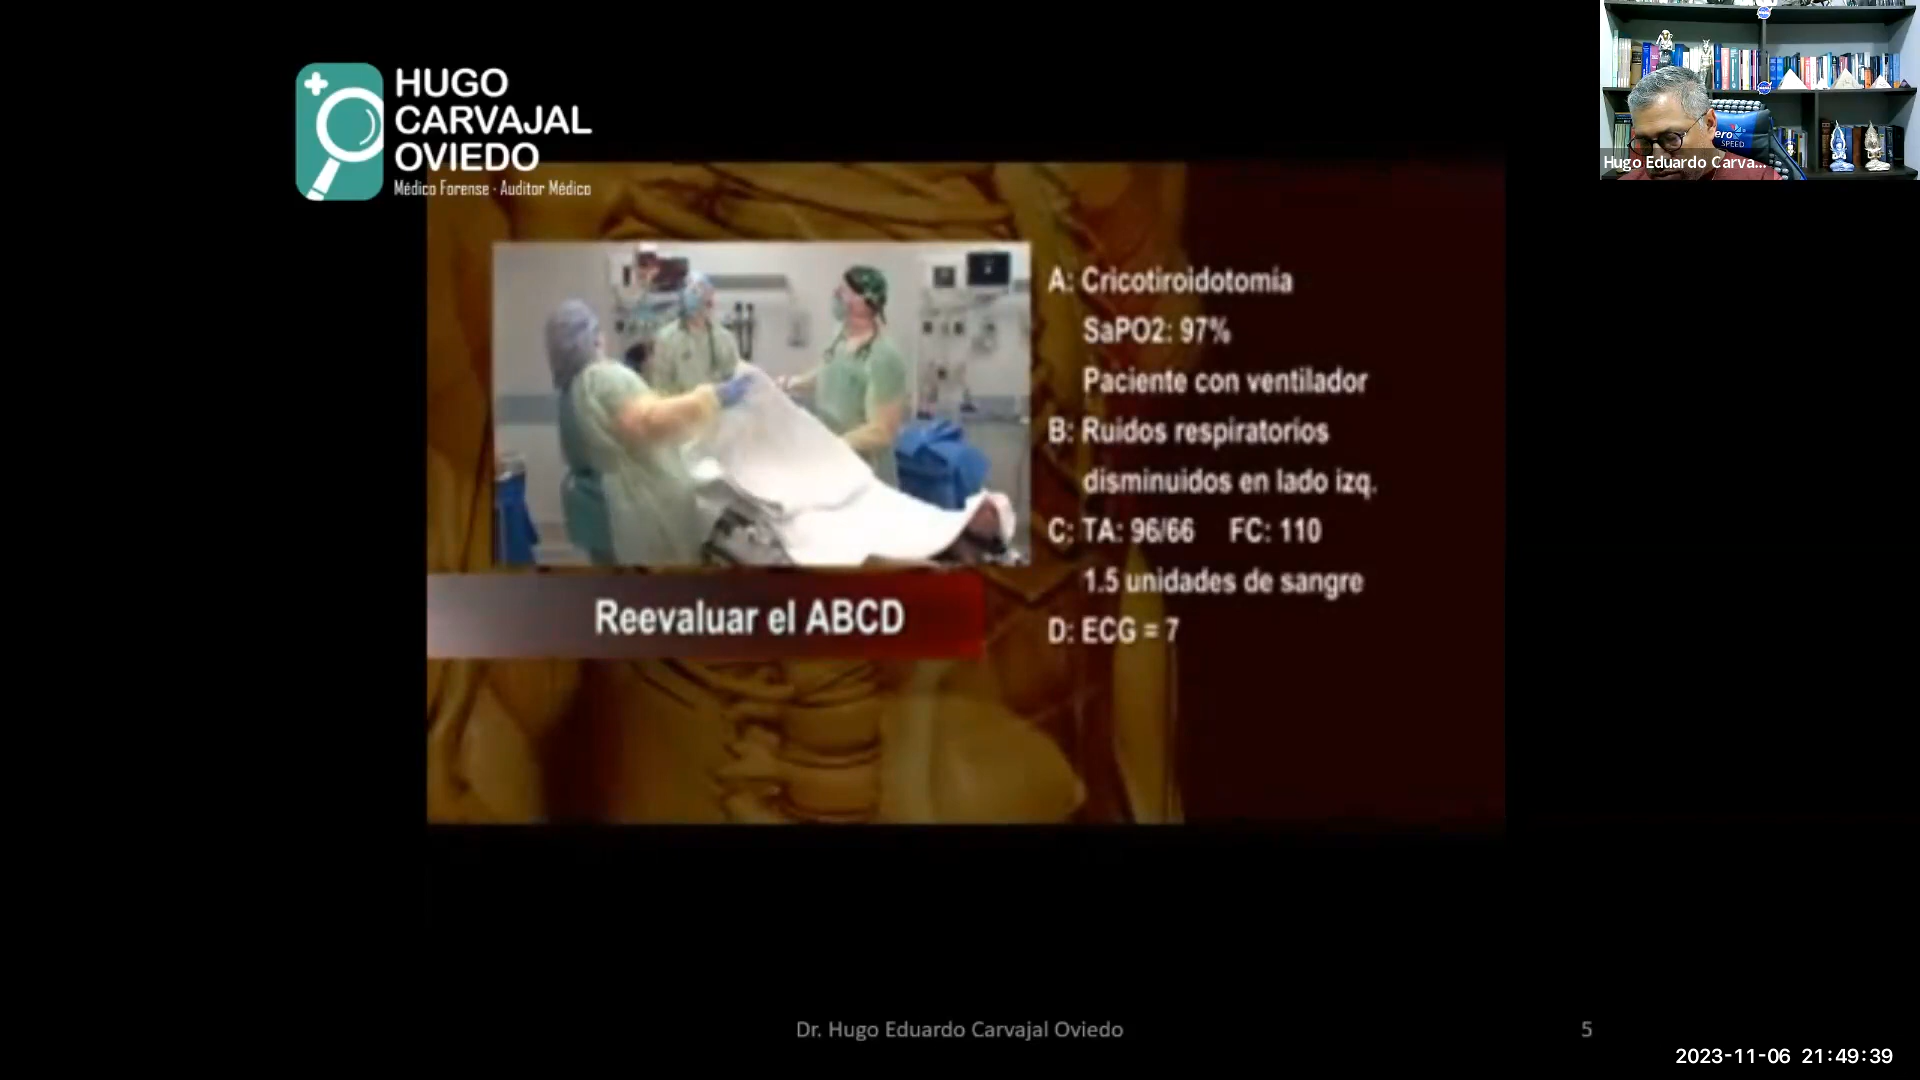 HUGO
CARVAJAL
OVIEDO
Médico Forense - Auditor Médico
A: Cricotiroidotomía
SaPO2: 97%
Paciente con ventilador
B: Ruidos respiratorios
disminuidos en lado izq.
C: TA: 96/66 FC: 110
1.5 unidades de sangre
D: ECG = 7
Reevaluar el ABCD
Hugo Eduardo Carva...
SPEED
Dr. Hugo Eduardo Carvajal Oviedo
5
2023-11-06 21:49:39